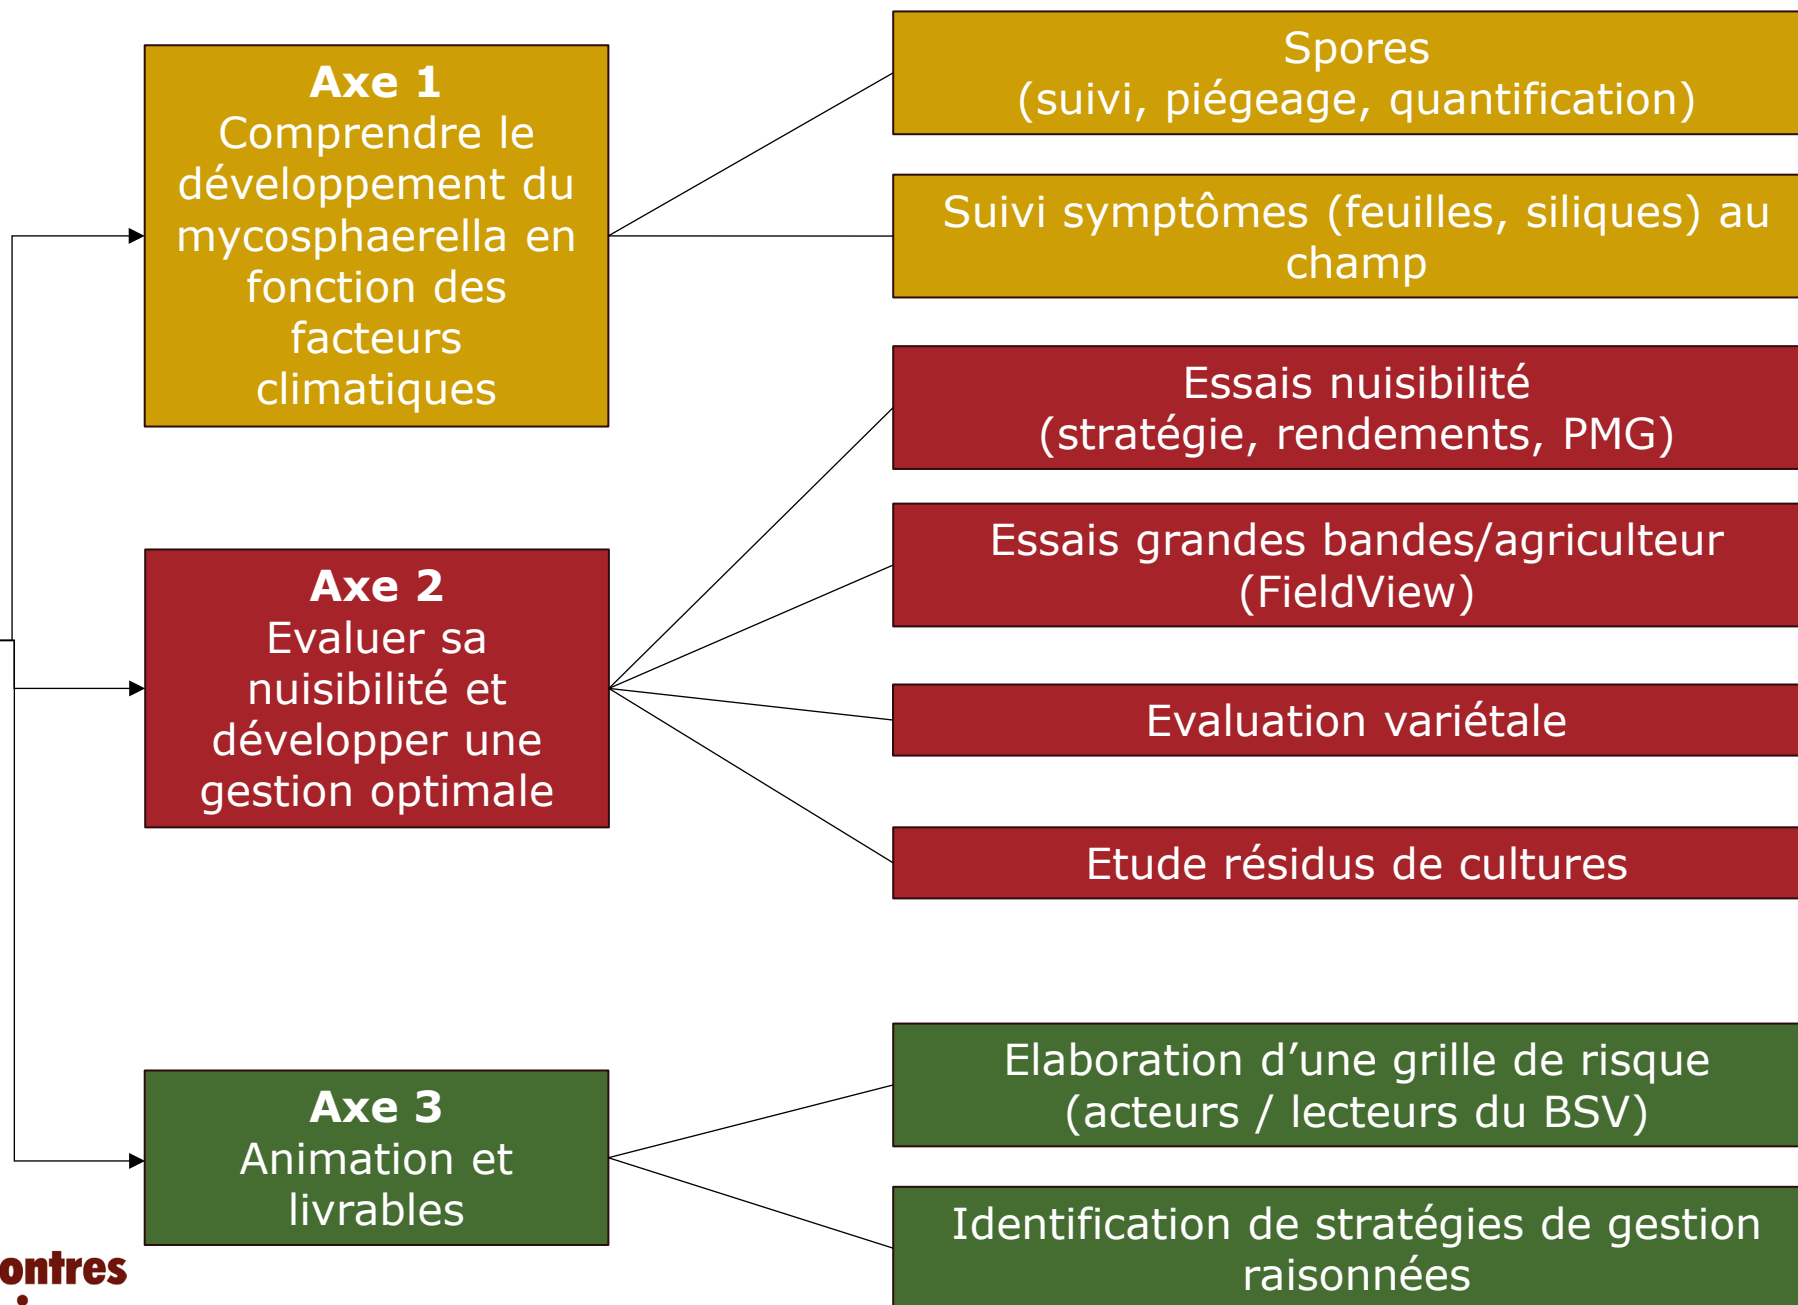 Axe 1
Comprendre le
développement du
mycosphaerella en
fonction des
facteurs
climatiques
Spores
(suivi, piégeage, quantification)
Suivi symptômes (feuilles, siliques) au
champ
Axe 2
Evaluer sa
nuisibilité et
développer une
gestion optimale
Essais nuisibilité
(stratégie, rendements, PMG)
Essais grandes bandes/agriculteur
(FieldView)
Evaluation variétale
Etude résidus de cultures
Axe 3
Animation et
livrables
Elaboration d’une grille de risque
(acteurs / lecteurs du BSV)
Identification de stratégies de gestion
raisonnées
ontres